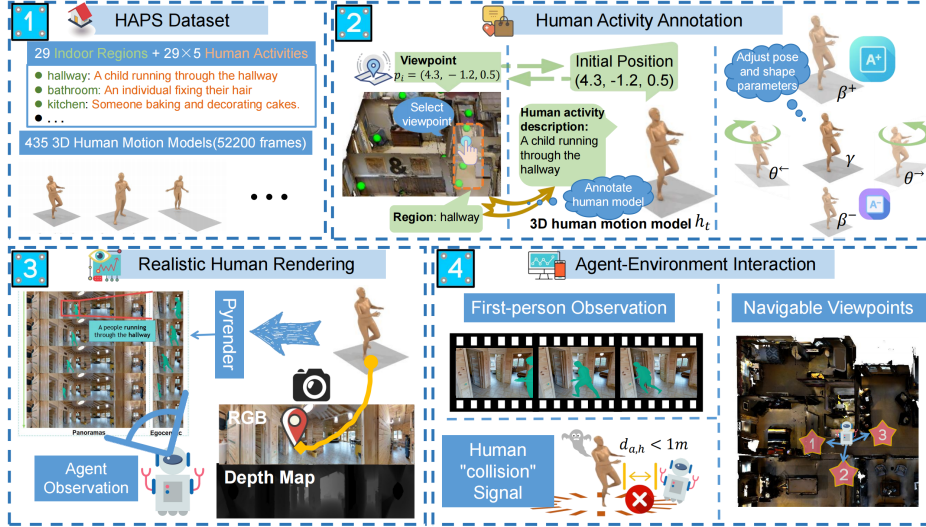 1
HAPS Dataset
29 Indoor Regions + 29×5 Human Activities
hallway: A child running through the hallway
bathroom: An individual fixing their hair
kitchen: Someone baking and decorating cakes.
...
435 3D Human Motion Models(52200 frames)
...
2
Human Activity Annotation
Viewpoint
p_i = (4.3, −1.2, 0.5)
Initial Position
(4.3, -1.2, 0.5)
Select
viewpoint
Human activity
description:
A child running
through the
hallway
Annotate
human model
Region: hallway
3D human motion model h_t
Adjust pose
and shape
parameters
A+
β+
θ←
γ
θ→
A-
β−
3
Realistic Human Rendering
A people running
through the hallway
Pyrender
Panoramas
Egocentric
RGB
Depth Map
Agent
Observation
4
Agent-Environment Interaction
First-person Observation
Navigable Viewpoints
Human
"collision"
Signal
d_{a,h} < 1m
1
2
3